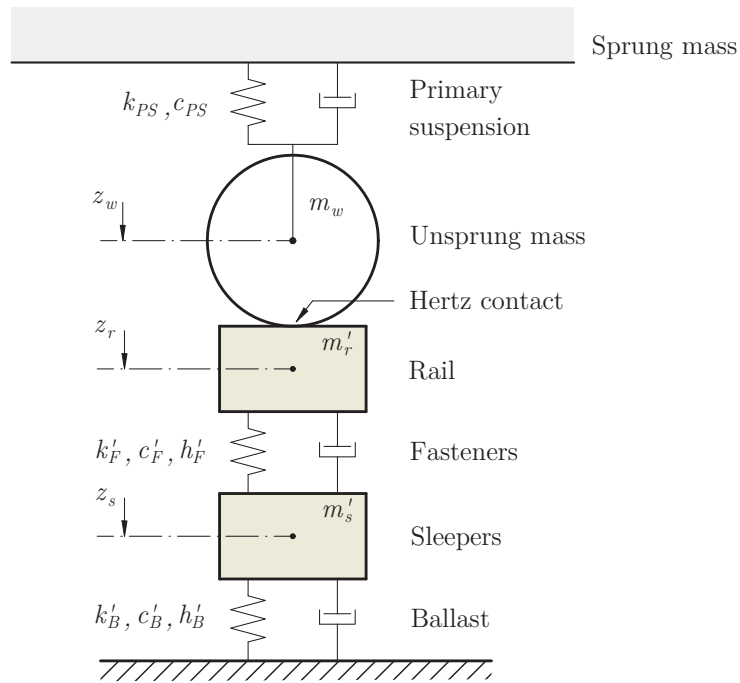 Sprung mass
k_PS , c_PS
Primary
suspension
z_w
m_w
Unsprung mass
Hertz contact
z_r
m'_r
Rail
k'_F , c'_F , h'_F
Fasteners
z_s
m'_s
Sleepers
k'_B , c'_B , h'_B
Ballast